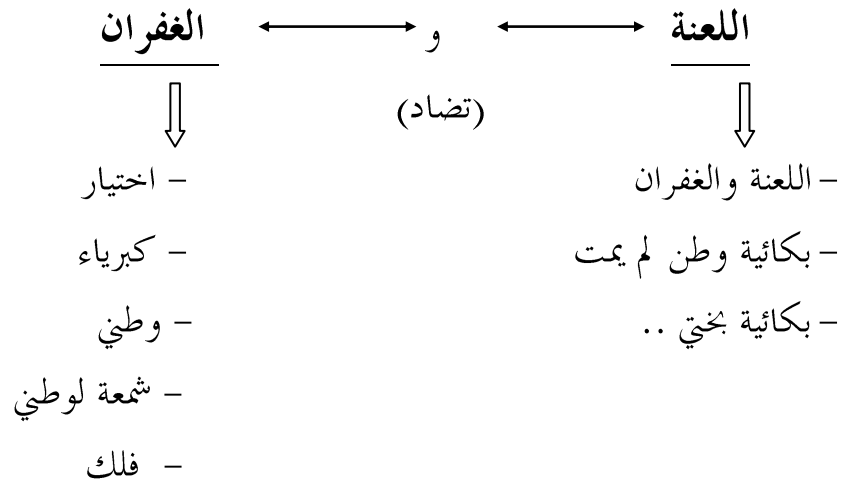 اللعنة و الغفران
(تضاد)
– اللعنة والغفران
– بكائية وطن لم يمت
– بكائية بختي ..
– اختيار
– كبرياء
– وطني
– شمعة لوطني
– فلك